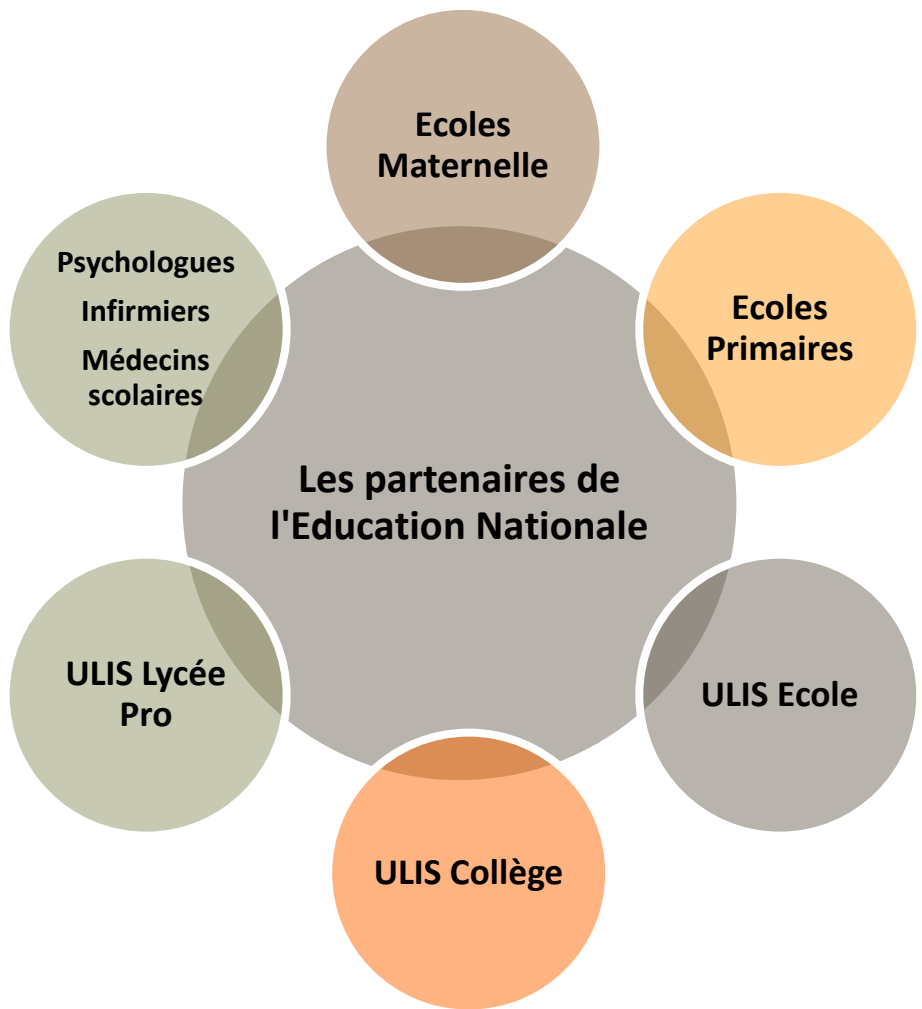 Ecoles
Maternelle
Psychologues
Infirmiers
Médecins
scolaires
Ecoles
Primaires
Les partenaires de
l'Education Nationale
ULIS Lycée
Pro
ULIS Ecole
ULIS Collège